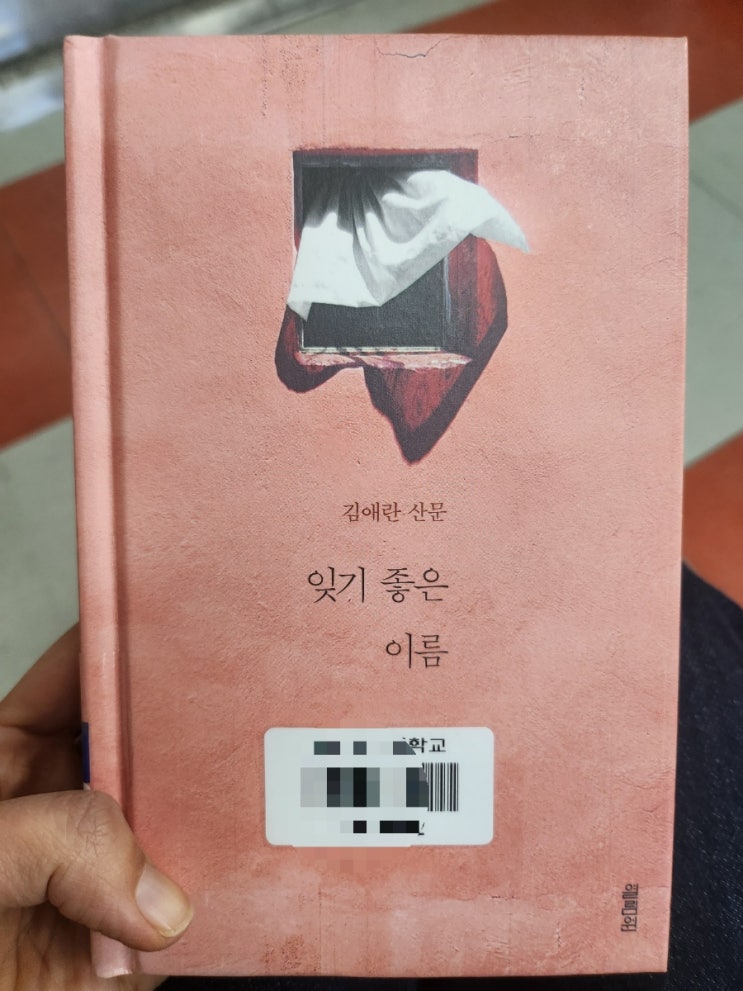 김애란 산문
잊기 좋은
이름
학교
열림원